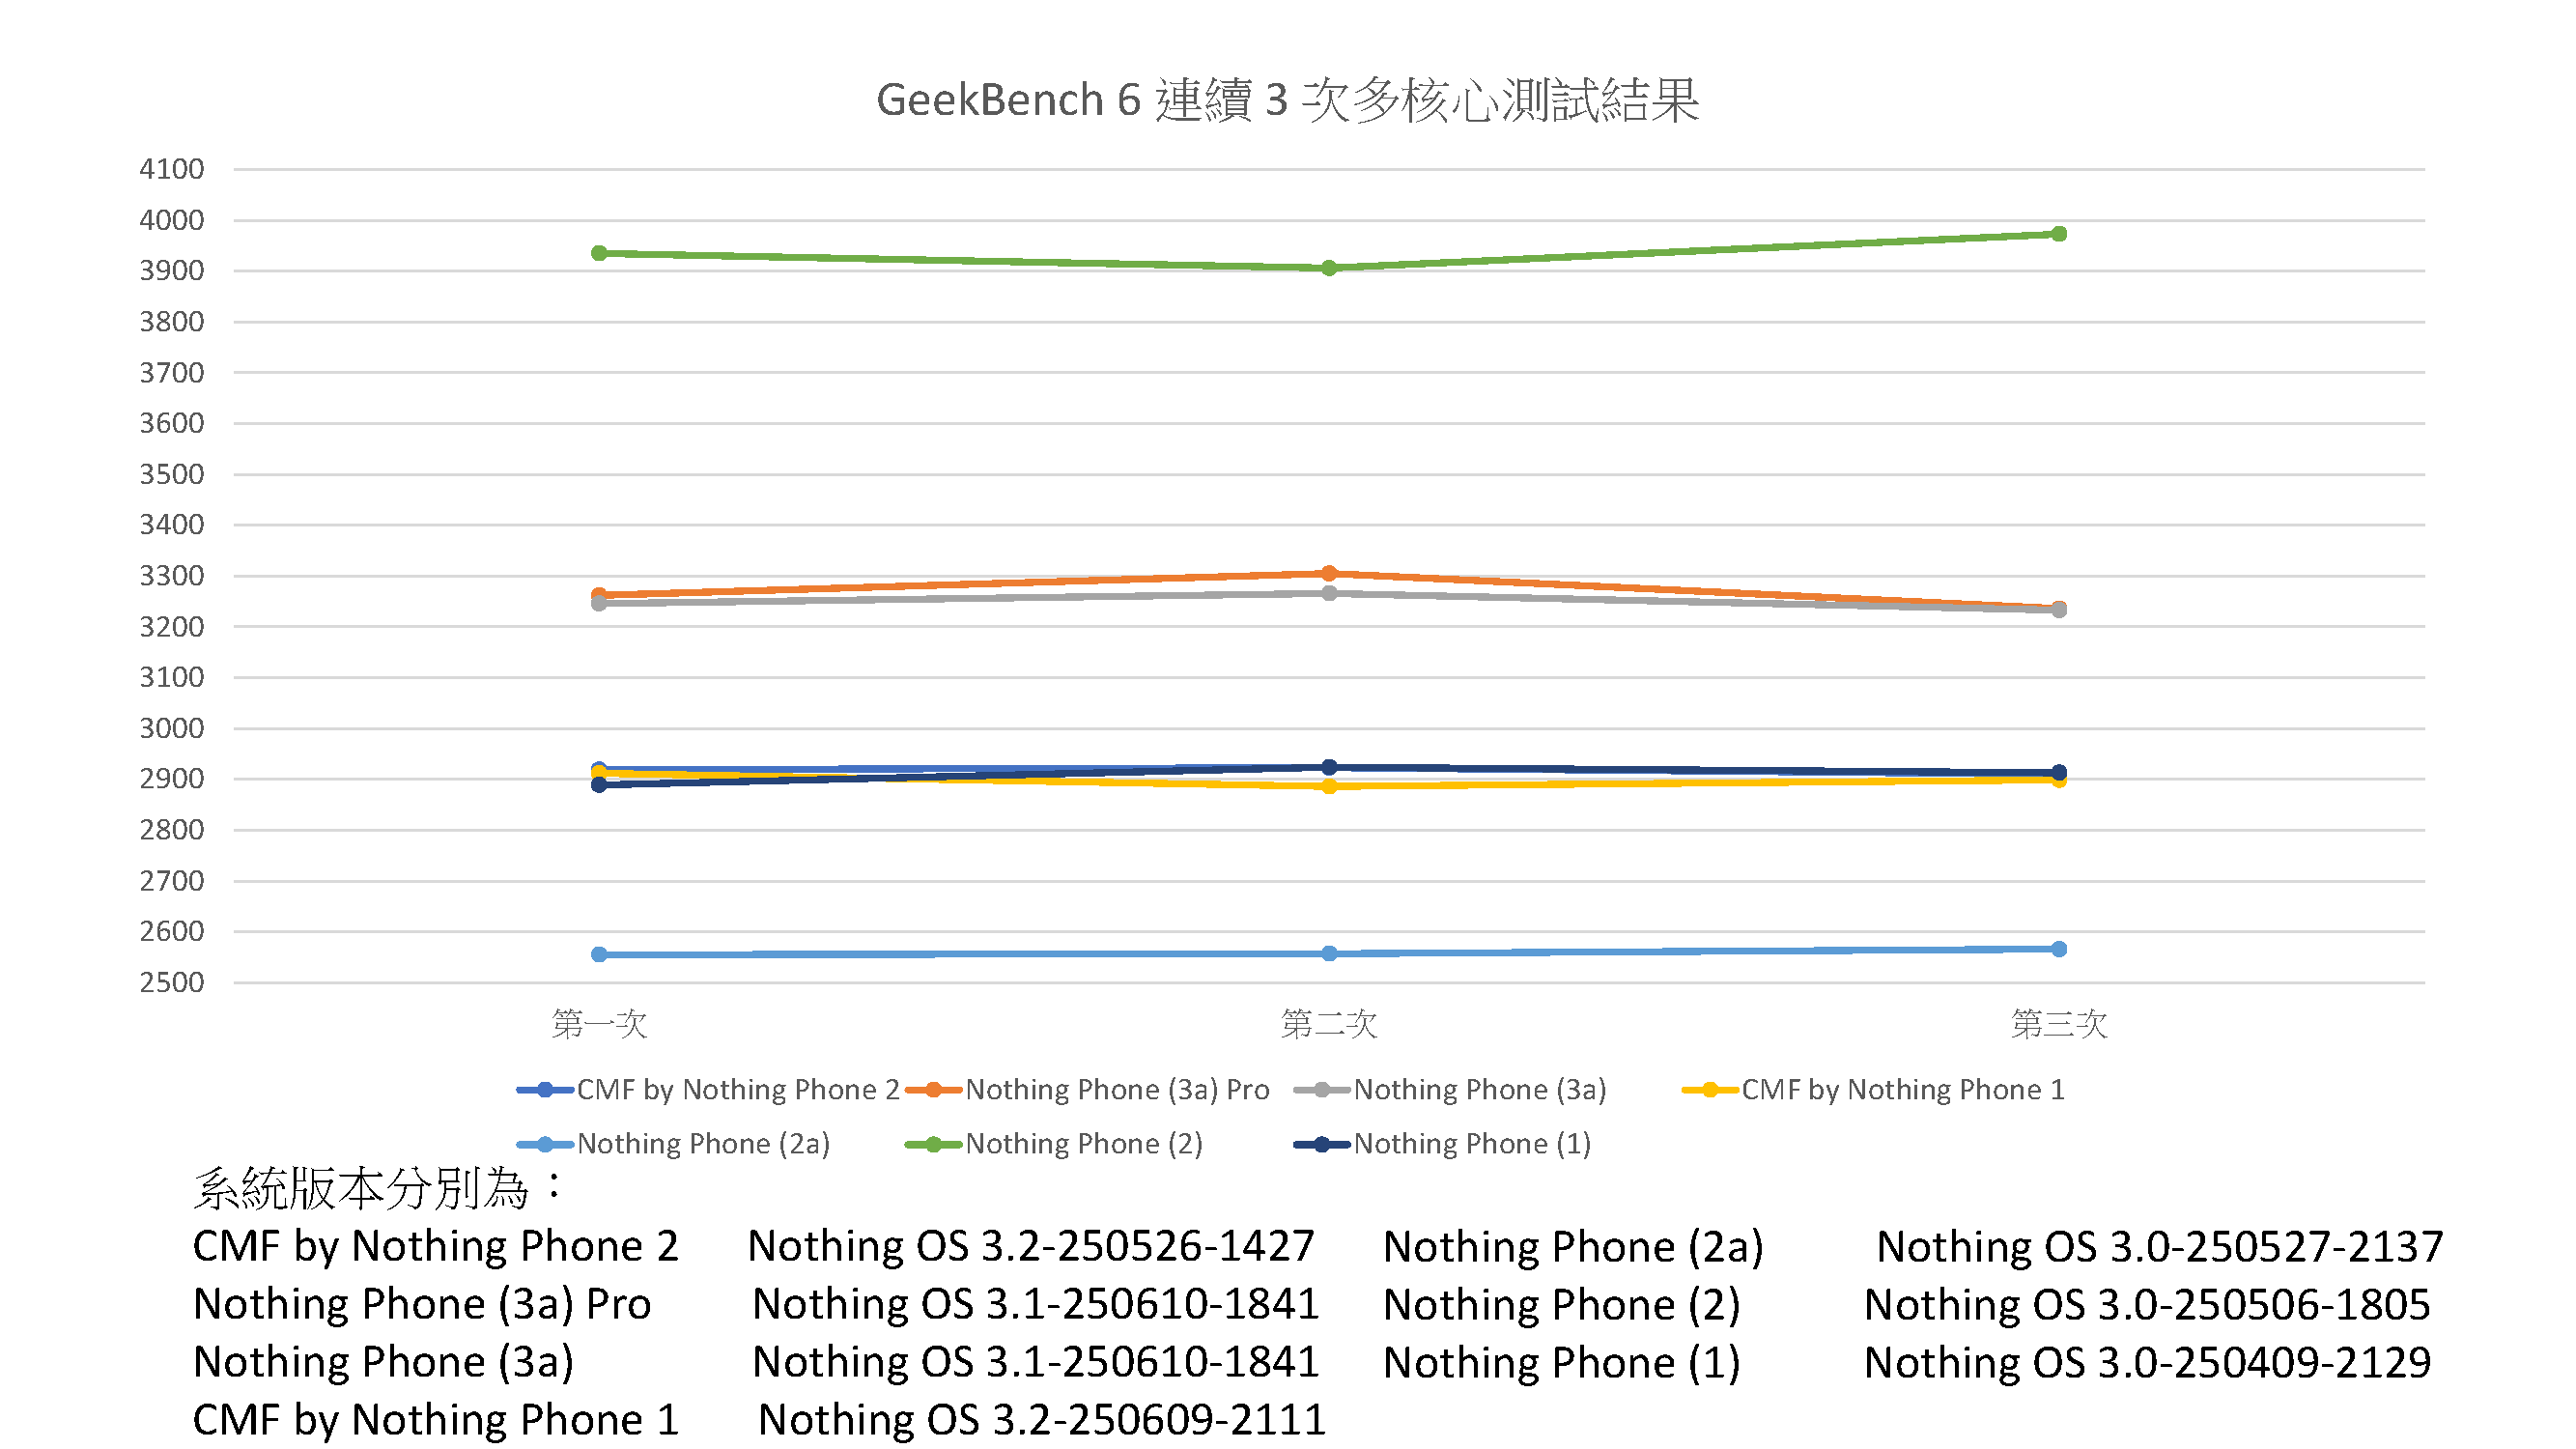 GeekBench 6 連續 3 次多核心測試結果
4100
4000
3900
3800
3700
3600
3500
3400
3300
3200
3100
3000
2900
2800
2700
2600
2500
第一次 第二次 第三次
CMF by Nothing Phone 2 Nothing Phone (3a) Pro Nothing Phone (3a) CMF by Nothing Phone 1
Nothing Phone (2a) Nothing Phone (2) Nothing Phone (1)
系統版本分別為：
CMF by Nothing Phone 2 Nothing OS 3.2-250526-1427 Nothing Phone (2a) Nothing OS 3.0-250527-2137
Nothing Phone (3a) Pro Nothing OS 3.1-250610-1841 Nothing Phone (2) Nothing OS 3.0-250506-1805
Nothing Phone (3a) Nothing OS 3.1-250610-1841 Nothing Phone (1) Nothing OS 3.0-250409-2129
CMF by Nothing Phone 1 Nothing OS 3.2-250609-2111